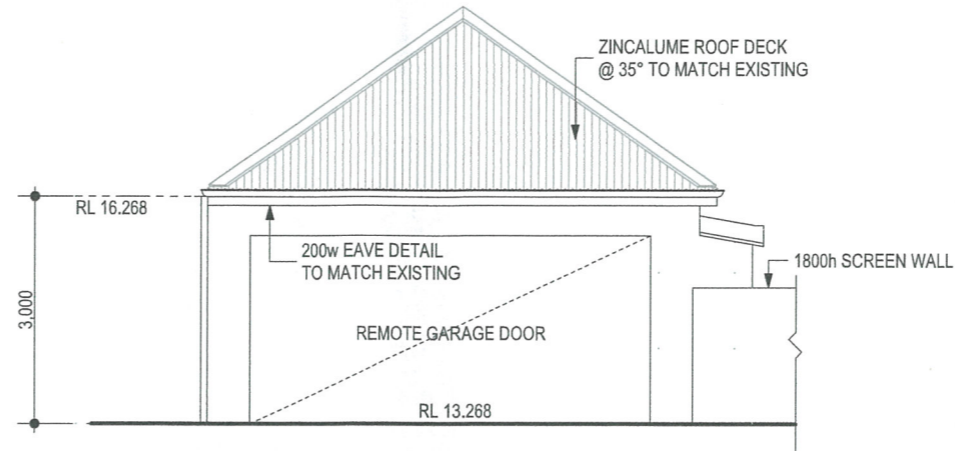 ZINCALUME ROOF DECK
@ 35° TO MATCH EXISTING
RL 16.268
200w EAVE DETAIL
TO MATCH EXISTING
1800h SCREEN WALL
3,000
REMOTE GARAGE DOOR
RL 13.268